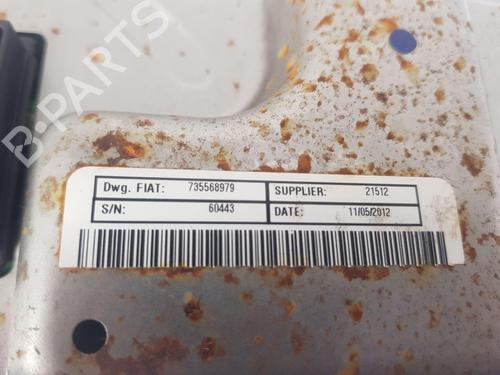 B-PARTS
Dwg. FIAT: 735568979 SUPPLIER: 21512
S/N: 60443 DATE: 11/05/2012